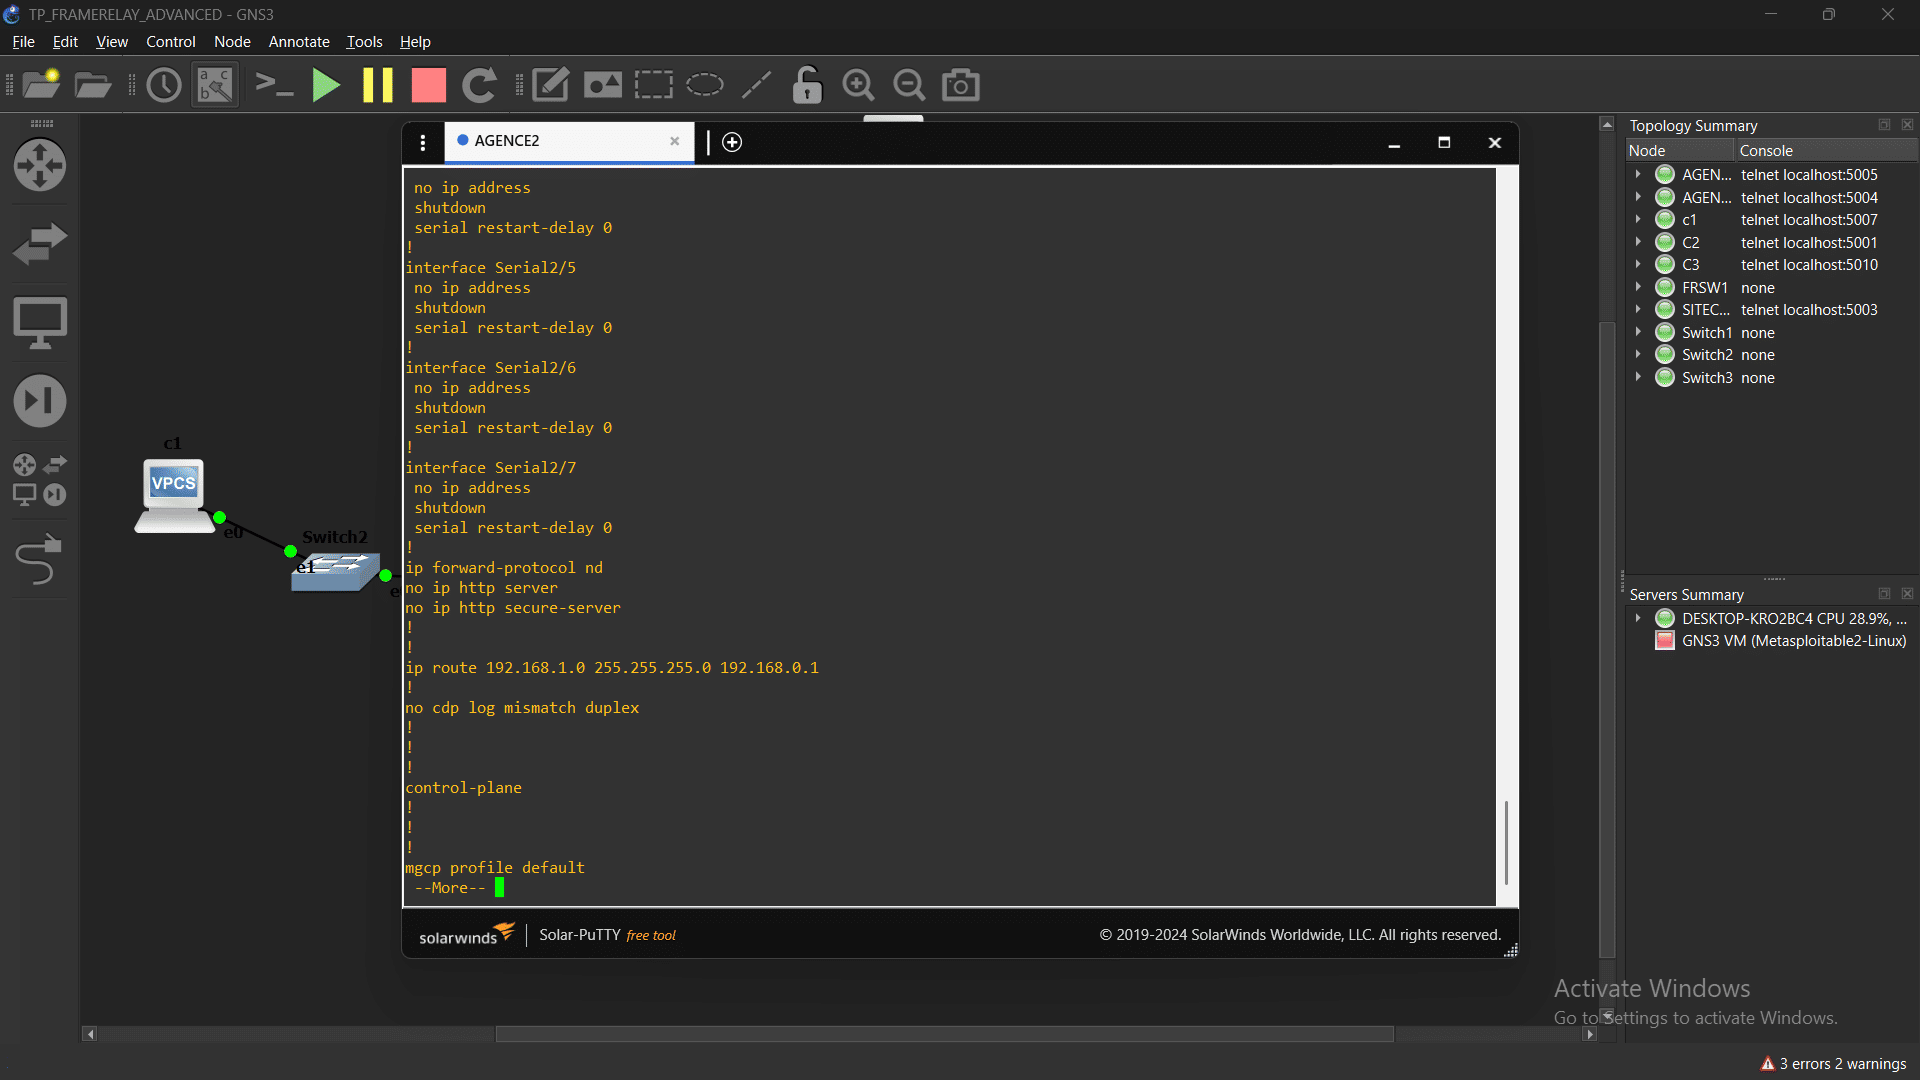 TP_FRAMERELAY_ADVANCED - GNS3
File Edit View Control Node Annotate Tools Help
AGENCE2
no ip address
shutdown
serial restart-delay 0
!
interface Serial2/5
no ip address
shutdown
serial restart-delay 0
!
interface Serial2/6
no ip address
shutdown
serial restart-delay 0
!
interface Serial2/7
no ip address
shutdown
serial restart-delay 0
!
ip forward-protocol nd
no ip http server
no ip http secure-server
!
!
ip route 192.168.1.0 255.255.255.0 192.168.0.1
!
no cdp log mismatch duplex
!
!
!
control-plane
!
!
!
mgcp profile default
--More--
solarwinds Solar-PuTTY free tool
© 2019-2024 SolarWinds Worldwide, LLC. All rights reserved.
c1
VPCS
e0
Switch2
e1
Topology Summary
Node Console
AGEN... telnet localhost:5005
AGEN... telnet localhost:5004
c1 telnet localhost:5007
C2 telnet localhost:5001
C3 telnet localhost:5010
FRSW1 none
SITEC... telnet localhost:5003
Switch1 none
Switch2 none
Switch3 none
Servers Summary
DESKTOP-KRO2BC4 CPU 28.9%, ...
GNS3 VM (Metasploitable2-Linux)
Activate Windows
Go to Settings to activate Windows.
3 errors 2 warnings